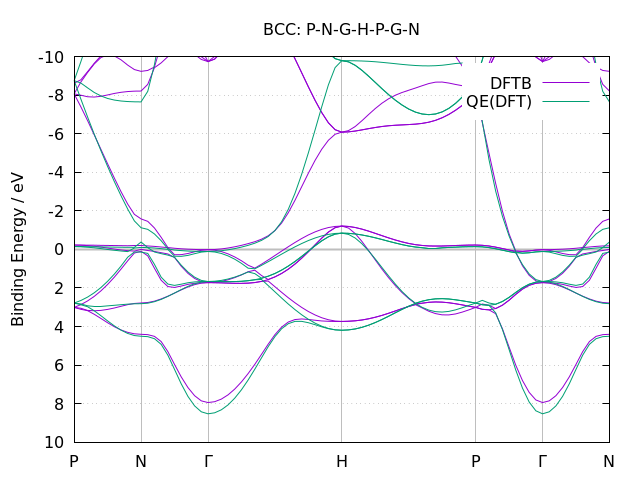 BCC: P-N-G-H-P-G-N
Binding Energy / eV
-10
-8
-6
-4
-2
0
2
4
6
8
10
DFTB
QE(DFT)
P N Γ H P Γ N